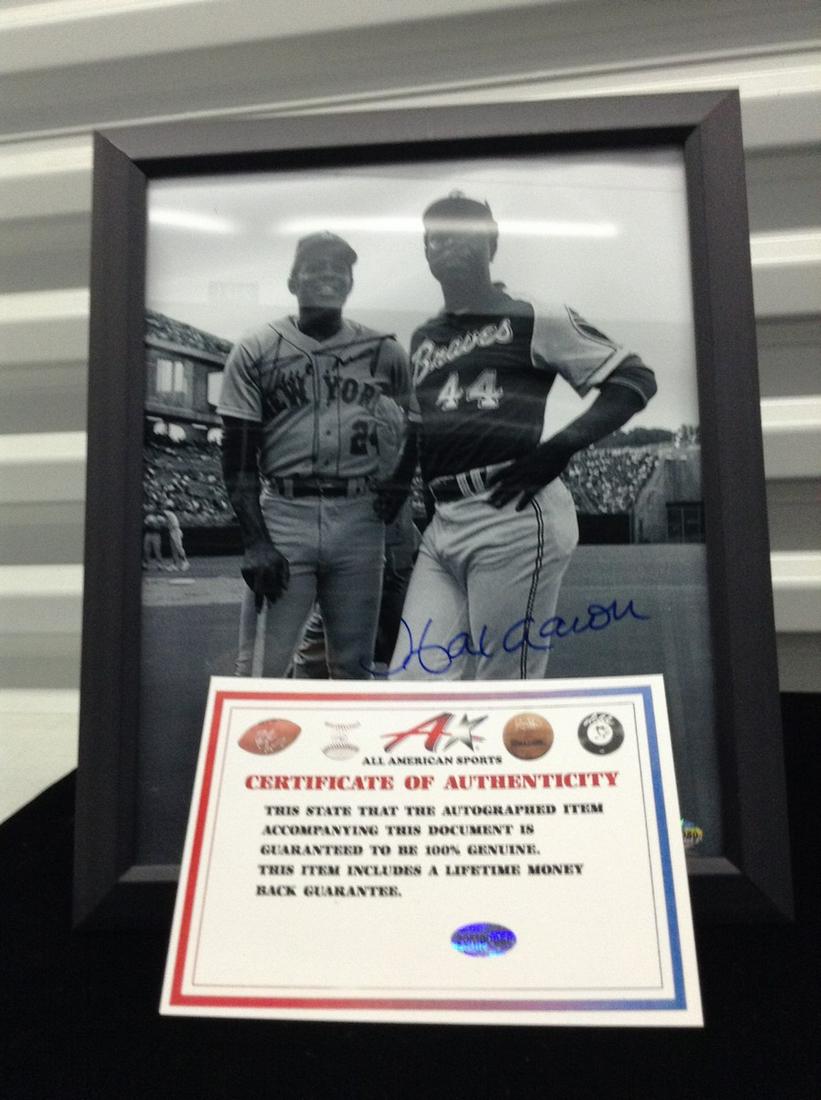 Braves
44
NEW YORK
24
Hank Aaron
A
ALL AMERICAN SPORTS
CERTIFICATE OF AUTHENTICITY
THIS STATE THAT THE AUTOGRAPHED ITEM
ACCOMPANYING THIS DOCUMENT IS
GUARANTEED TO BE 100% GENUINE.
THIS ITEM INCLUDES A LIFETIME MONEY
BACK GUARANTEE.